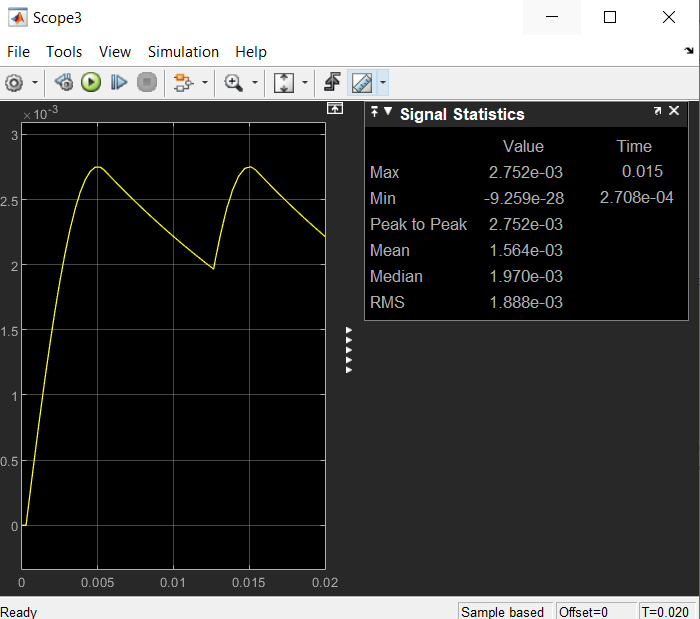 Scope3
File Tools View Simulation Help
×10⁻³
3
2.5
2
1.5
1
0.5
0
0 0.005 0.01 0.015 0.02
Signal Statistics
Value Time
Max 2.752e-03 0.015
Min -9.259e-28 2.708e-04
Peak to Peak 2.752e-03
Mean 1.564e-03
Median 1.970e-03
RMS 1.888e-03
Ready Sample based Offset=0 T=0.020